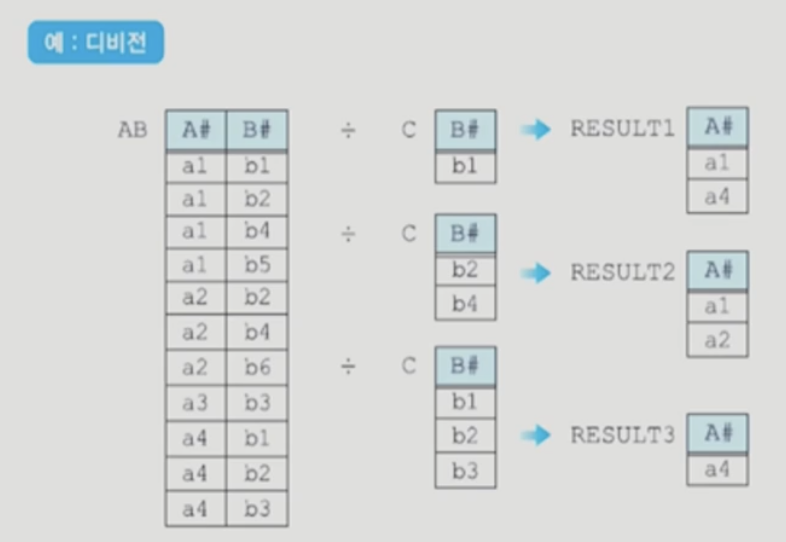 예 : 디비전
AB A# B# ÷ C B# RESULT1 A#
a1 b1 b1 a1
a1 b2 a4
a1 b4 ÷ C B#
a1 b5 b2 RESULT2 A#
a2 b2 b4 a1
a2 b4 a2
a2 b6 ÷ C B#
a3 b3 b1
a4 b1 b2 RESULT3 A#
a4 b2 b3 a4
a4 b3